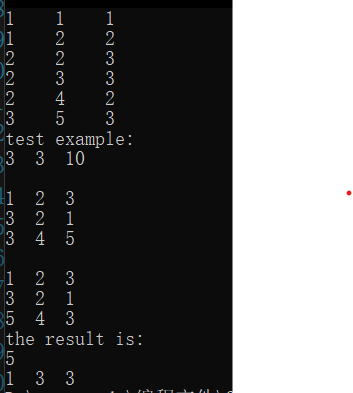 1 1 1
1 2 2
2 2 3
2 3 3
2 4 2
3 5 3
test example:
3 3 10
1 2 3
3 2 1
3 4 5
1 2 3
3 2 1
5 4 3
the result is:
5
1 3 3